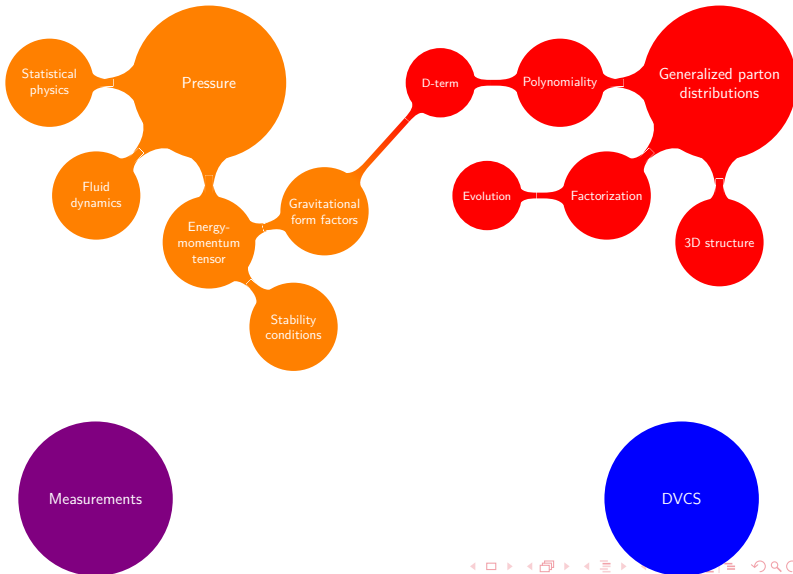 Statistical
physics
Pressure
Fluid
dynamics
Energy-
momentum
tensor
Gravitational
form factors
Stability
conditions
D-term
Polynomiality
Generalized parton
distributions
Evolution
Factorization
3D structure
Measurements
DVCS